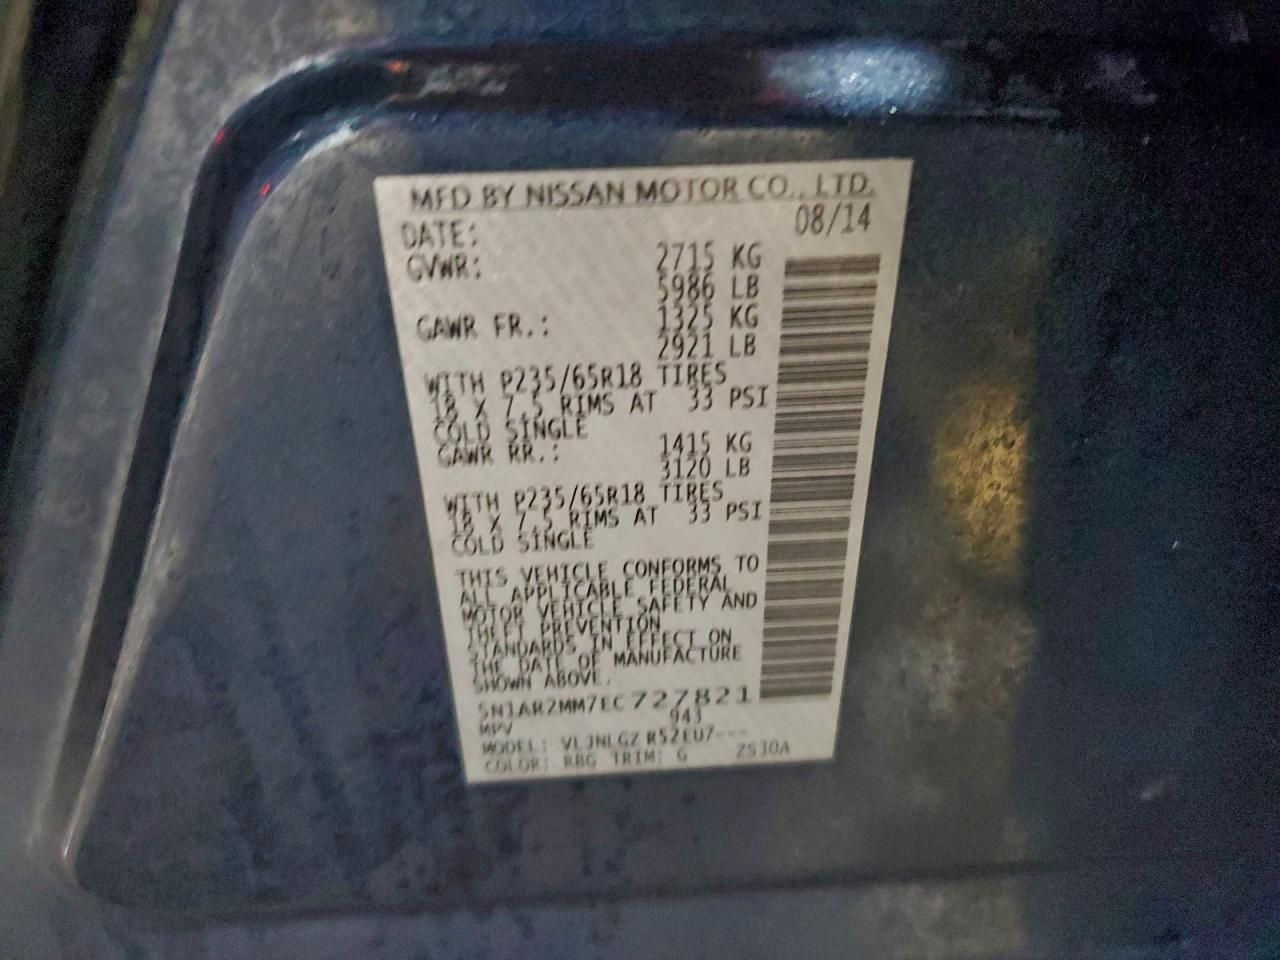 MFD BY NISSAN MOTOR CO., LTD.
DATE: 08/14
GVWR: 2715 KG
5986 LB
GAWR FR.: 1325 KG
2921 LB
WITH P235/65R18 TIRES
18 X 7.5 RIMS AT 33 PSI
COLD SINGLE
GAWR RR.: 1415 KG
3120 LB
WITH P235/65R18 TIRES
18 X 7.5 RIMS AT 33 PSI
COLD SINGLE
THIS VEHICLE CONFORMS TO
ALL APPLICABLE FEDERAL
MOTOR VEHICLE SAFETY AND
THEFT PREVENTION
STANDARDS IN EFFECT ON
THE DATE OF MANUFACTURE
SHOWN ABOVE.
5N1AR2MM7EC727821
943
MPV
MODEL: VLJNLGZ R52EU7---
COLOR: RBG TRIM: G ZS30A